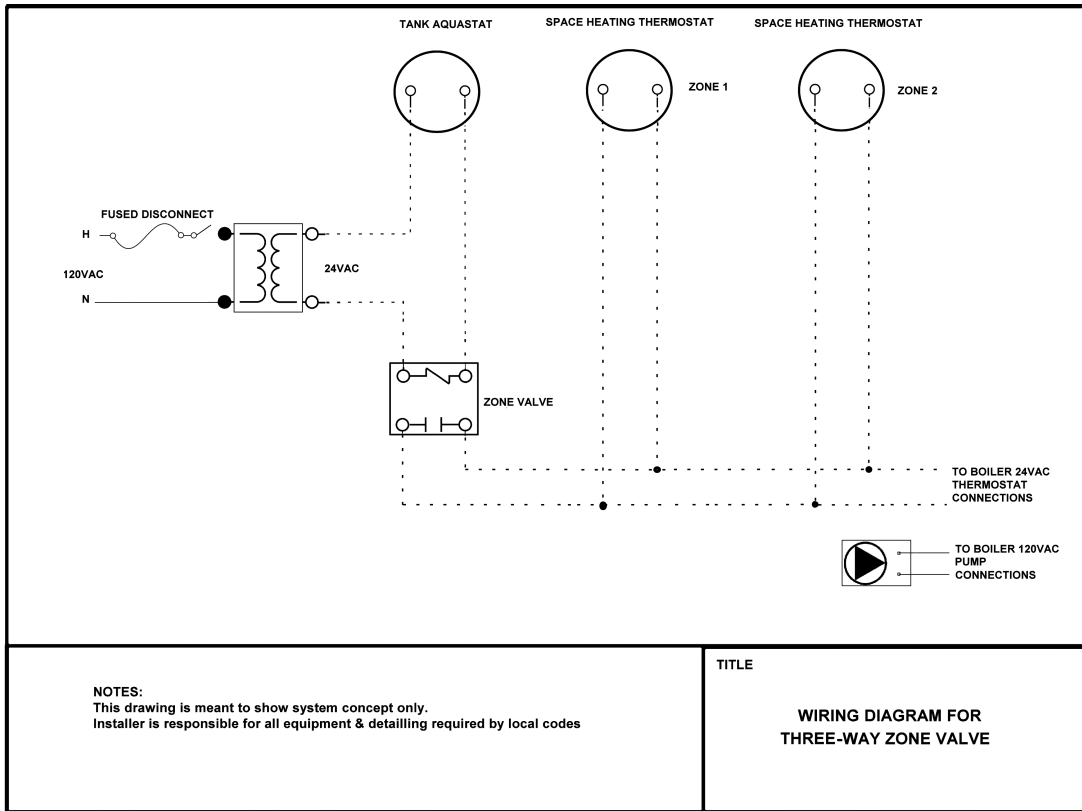 TANK AQUASTAT
SPACE HEATING THERMOSTAT
SPACE HEATING THERMOSTAT
ZONE 1
ZONE 2
FUSED DISCONNECT
H
120VAC
24VAC
N
ZONE VALVE
TO BOILER 24VAC
THERMOSTAT
CONNECTIONS
TO BOILER 120VAC
PUMP
CONNECTIONS
NOTES:
This drawing is meant to show system concept only.
Installer is responsible for all equipment & detailling required by local codes
TITLE
WIRING DIAGRAM FOR
THREE-WAY ZONE VALVE